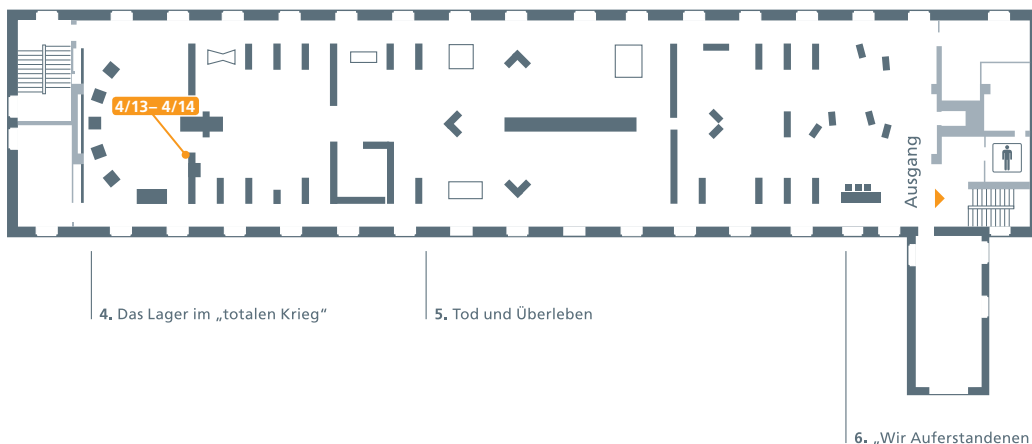 4/13– 4/14
Ausgang
4. Das Lager im „totalen Krieg“
5. Tod und Überleben
6. „Wir Auferstandenen